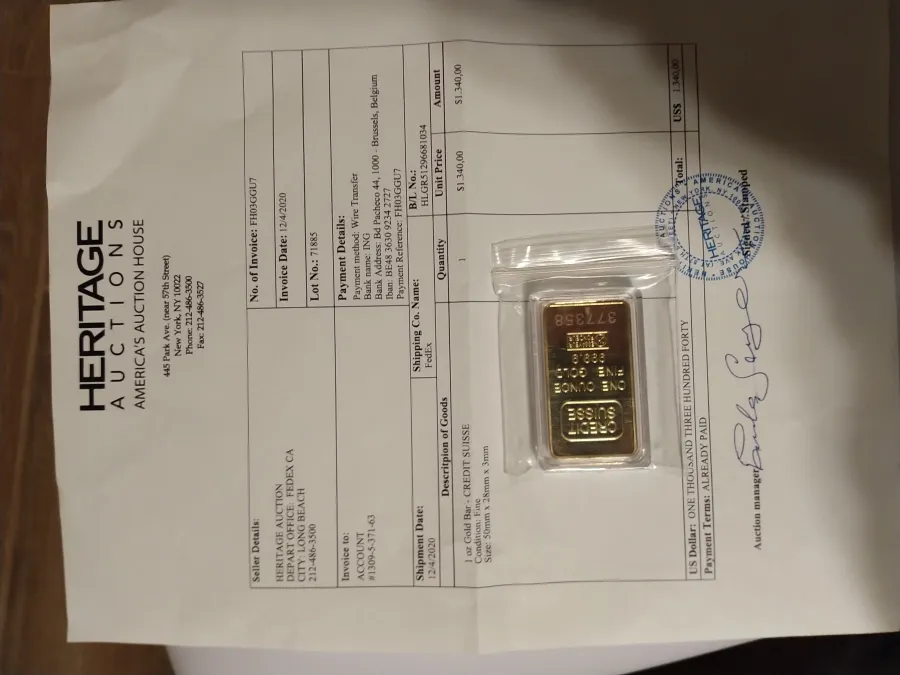 HERITAGE
AUCTIONS
AMERICA'S AUCTION HOUSE
445 Park Ave. (near 57th Street)
New York, NY 10022
Phone: 212-486-3500
Fax: 212-486-3527
Seller Details:
HERITAGE AUCTION
DEPART OFFICE: FEDEX CA
CITY: LONG BEACH
212-486-3500
No. of Invoice: FH03GGU7
Invoice Date: 12/4/2020
Lot No.: 71885
Invoice to:
ACCOUNT
#1309-5-371-63
Payment Details:
Payment method: Wire Transfer
Bank name: ING
Bank Address: Bd Pacheco 44, 1000 - Brussels, Belgium
Iban: BE48 3630 9234 2727
Payment Reference: FH03GGU7
Shipment Date:
12/4/2020
Shipping Co. Name:
FedEx
B/L No.:
HLGR51296681034
Descritpion of Goods
Quantity
Unit Price
Amount
1 oz Gold Bar - CREDIT SUISSE
Condition: Fine
Size: 50mm x 28mm x 3mm
1
$1.340,00
$1.340,00
CREDIT
SUISSE
ONE OUNCE
FINE GOLD
999.9
377358
US Dollar: ONE THOUSAND THREE HUNDRED FORTY
Total:
US$ 1.340,00
Payment Terms: ALREADY PAID
Auction manager
Stamped
HERITAGE
AUCTIONS